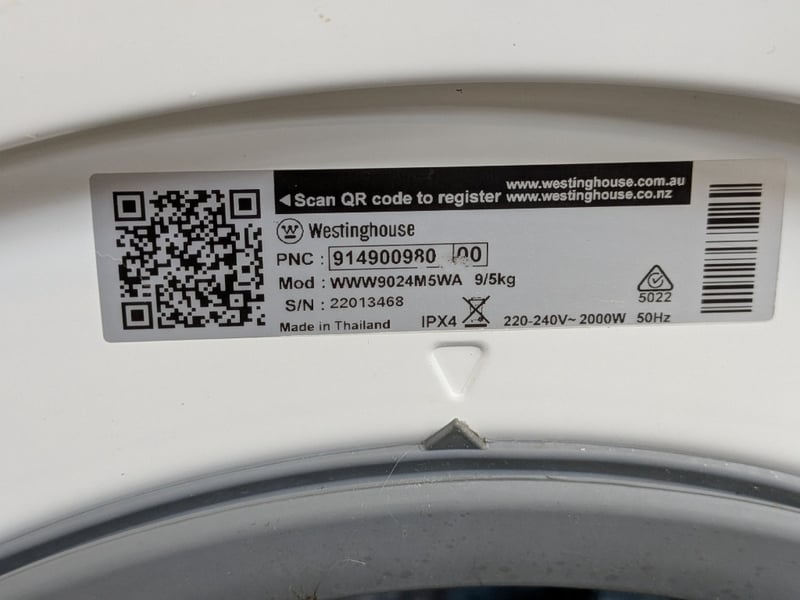 Scan QR code to register
www.westinghouse.com.au
www.westinghouse.co.nz
W Westinghouse
PNC : 914900980 00
Mod : WWW9024M5WA 9/5kg
S/N : 22013468
5022
Made in Thailand IPX4 220-240V~ 2000W 50Hz